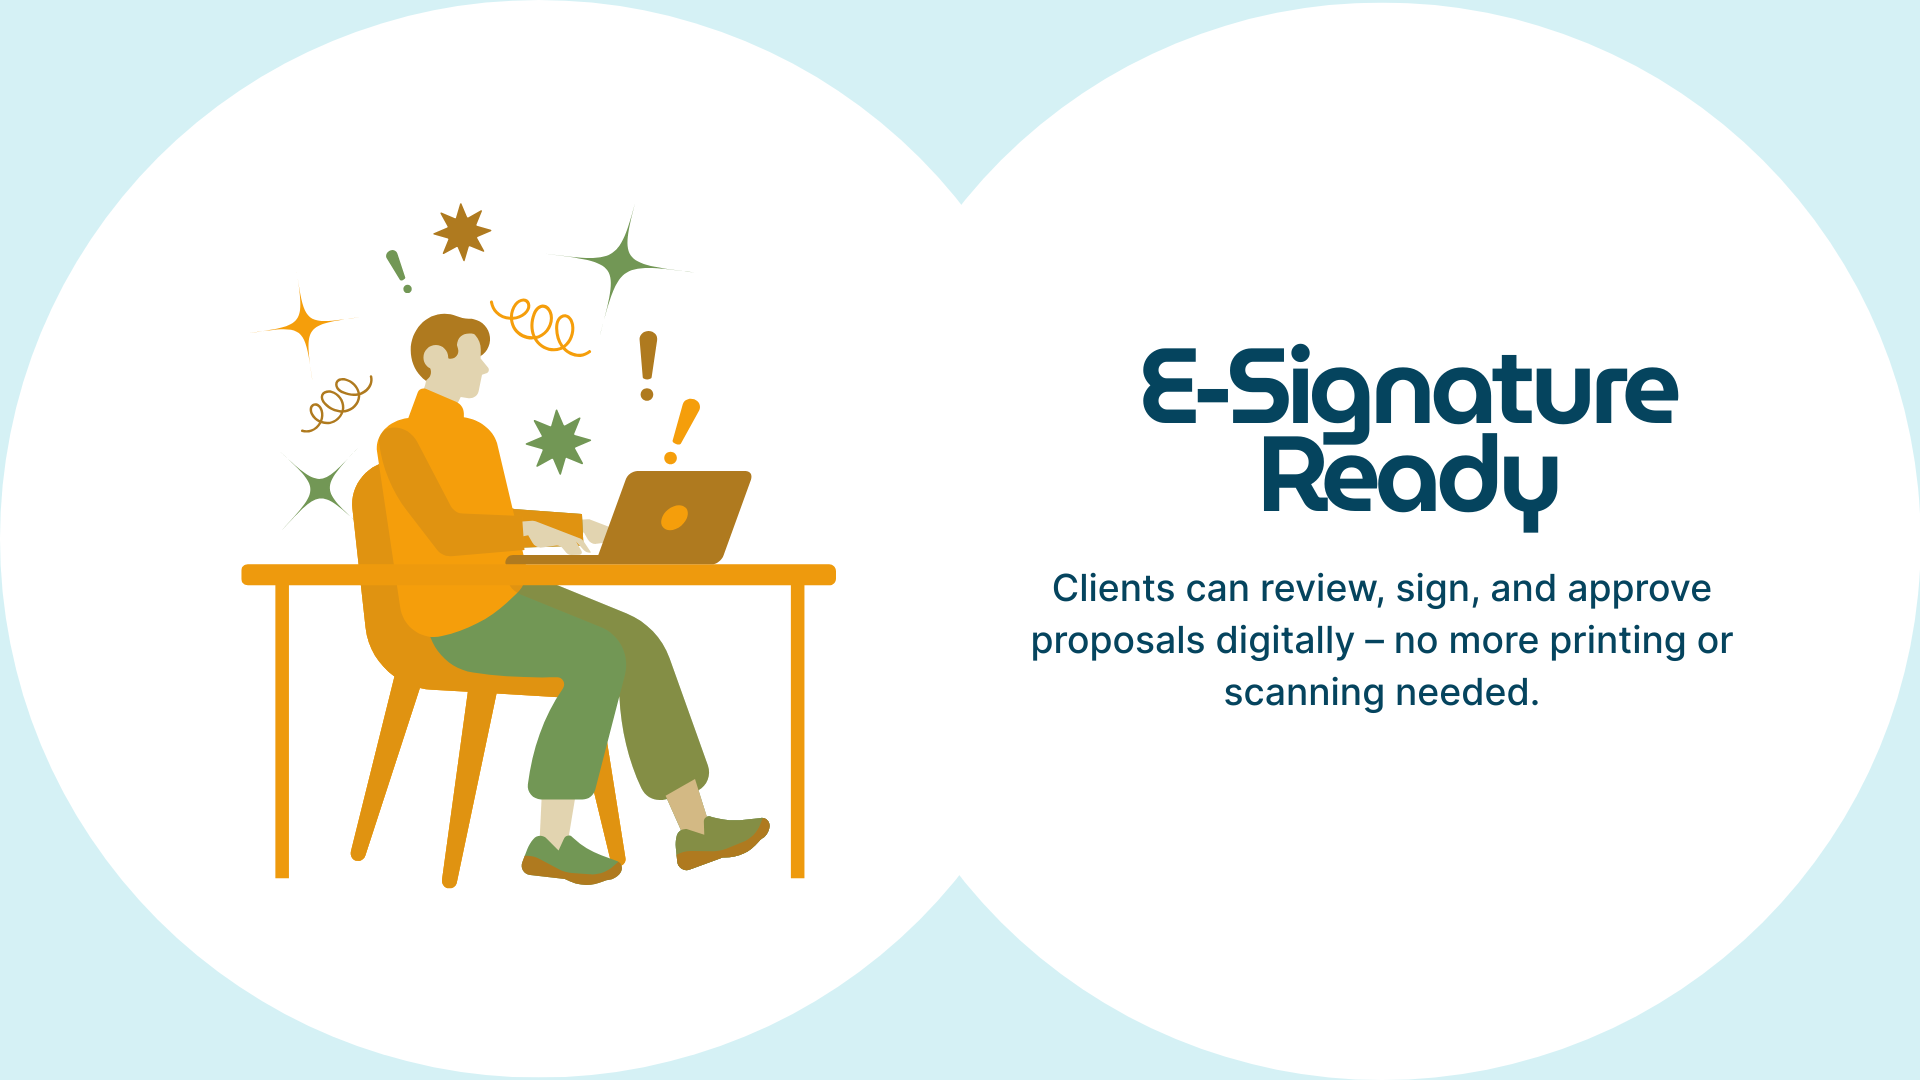 E-Signature
Ready
Clients can review, sign, and approve
proposals digitally – no more printing or
scanning needed.